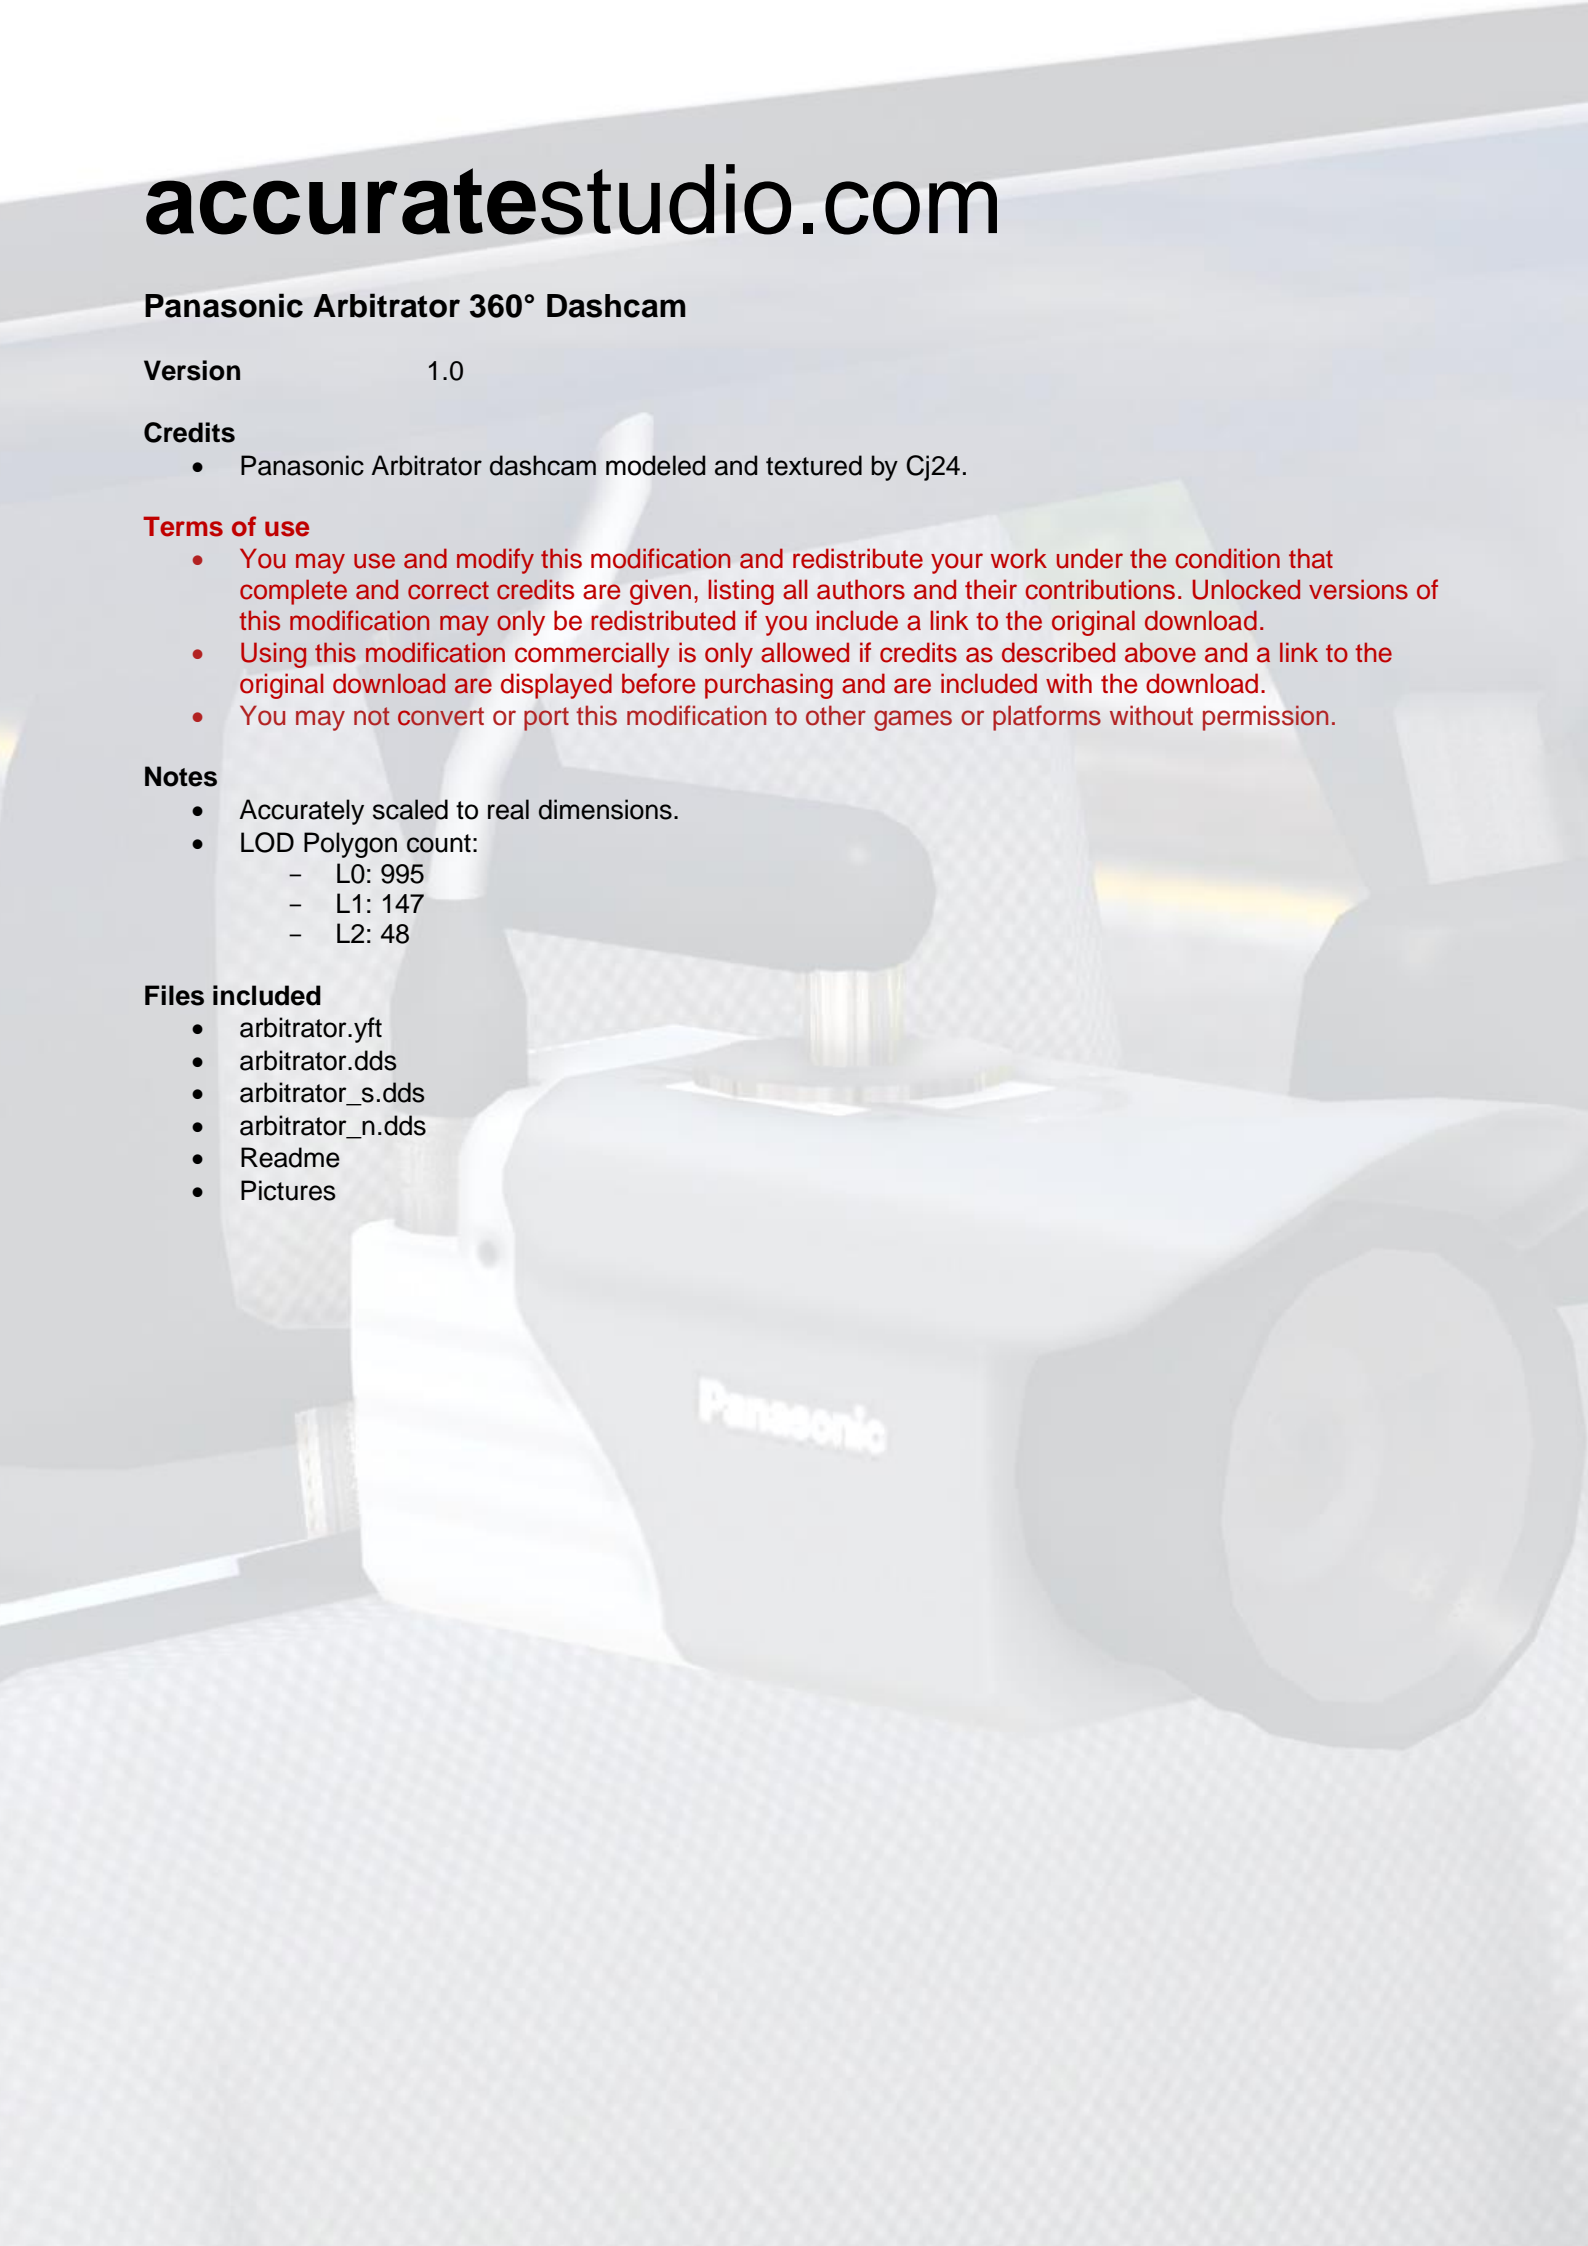 accuratestudio.com
Panasonic Arbitrator 360° Dashcam
Version 1.0
Credits
• Panasonic Arbitrator dashcam modeled and textured by Cj24.
Terms of use
• You may use and modify this modification and redistribute your work under the condition that
complete and correct credits are given, listing all authors and their contributions. Unlocked versions of
this modification may only be redistributed if you include a link to the original download.
• Using this modification commercially is only allowed if credits as described above and a link to the
original download are displayed before purchasing and are included with the download.
• You may not convert or port this modification to other games or platforms without permission.
Notes
• Accurately scaled to real dimensions.
• LOD Polygon count:
− L0: 995
− L1: 147
− L2: 48
Files included
• arbitrator.yft
• arbitrator.dds
• arbitrator_s.dds
• arbitrator_n.dds
• Readme
• Pictures
Panasonic